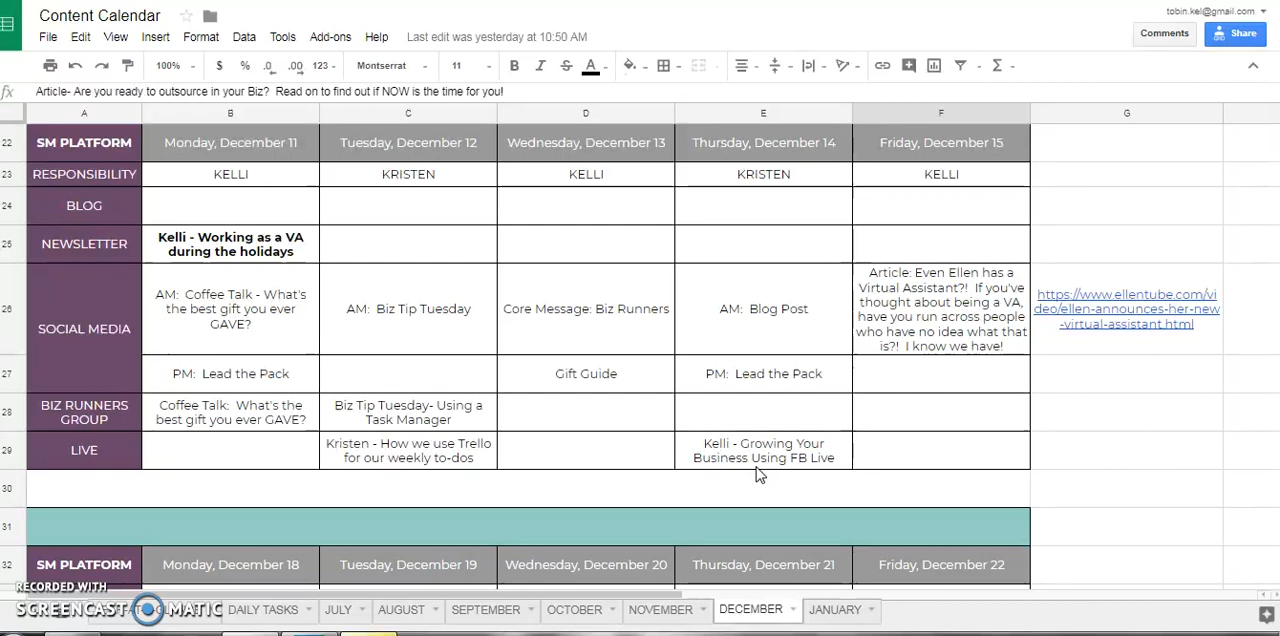 Content Calendar
tobin.kel@gmail.com
File Edit View Insert Format Data Tools Add-ons Help Last edit was yesterday at 10:50 AM
Comments Share
100% $ % .0 .00 123 Montserrat 11 B I S A Σ
fx Article- Are you ready to outsource in your Biz? Read on to find out if NOW is the time for you!
A B C D E F G
22 SM PLATFORM Monday, December 11 Tuesday, December 12 Wednesday, December 13 Thursday, December 14 Friday, December 15
23 RESPONSIBILITY KELLI KRISTEN KELLI KRISTEN KELLI
24 BLOG
25 NEWSLETTER Kelli - Working as a VA
during the holidays
26 SOCIAL MEDIA
AM: Coffee Talk - What's
the best gift you ever
GAVE?
AM: Biz Tip Tuesday
Core Message: Biz Runners
AM: Blog Post
Article: Even Ellen has a
Virtual Assistant?! If you've
thought about being a VA,
have you run across people
who have no idea what that
is?! I know we have!
https://www.ellentube.com/vi
deo/ellen-announces-her-new
-virtual-assistant.html
27 PM: Lead the Pack Gift Guide PM: Lead the Pack
28 BIZ RUNNERS
GROUP
Coffee Talk: What's the
best gift you ever GAVE?
Biz Tip Tuesday- Using a
Task Manager
29 LIVE
Kristen - How we use Trello
for our weekly to-dos
Kelli - Growing Your
Business Using FB Live
30
31
32 SM PLATFORM Monday, December 18 Tuesday, December 19 Wednesday, December 20 Thursday, December 21 Friday, December 22
RECORDED WITH
SCREENCAST-O-MATIC
DAILY TASKS JULY AUGUST SEPTEMBER OCTOBER NOVEMBER DECEMBER JANUARY